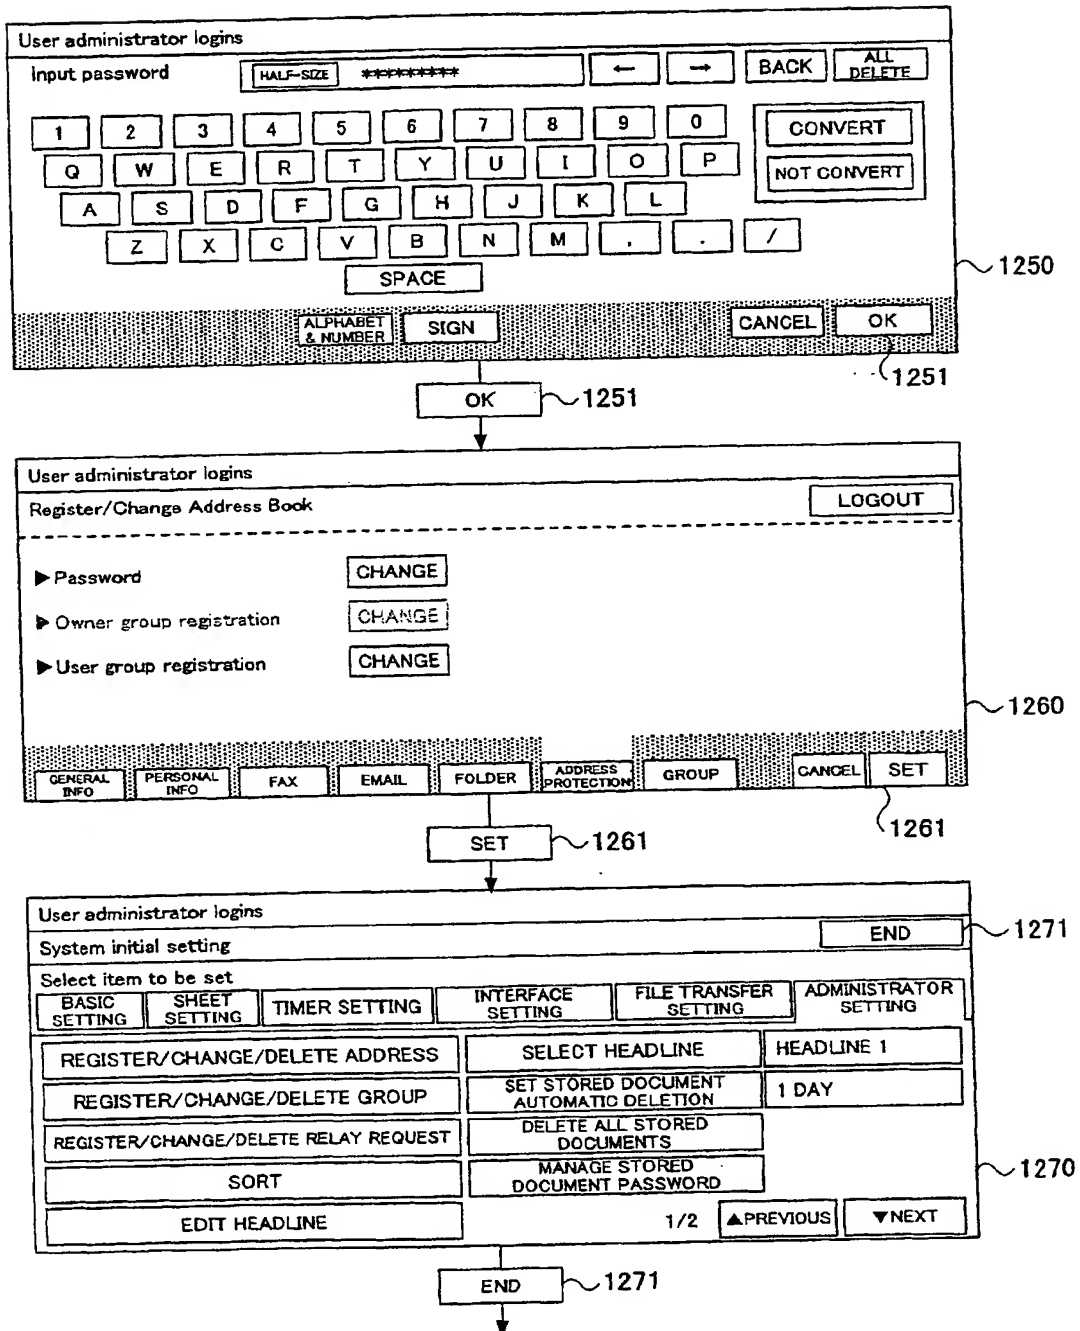 User administrator logins
Input password HALF-SIZE ********* ← → BACK ALL DELETE
1 2 3 4 5 6 7 8 9 0 CONVERT
Q W E R T Y U I O P NOT CONVERT
A S D F G H J K L
Z X C V B N M , . /
SPACE
1250
ALPHABET & NUMBER SIGN CANCEL OK
1251
OK 1251
User administrator logins
Register/Change Address Book LOGOUT
▶Password CHANGE
▶Owner group registration CHANGE
▶User group registration CHANGE
1260
GENERAL INFO PERSONAL INFO FAX EMAIL FOLDER ADDRESS PROTECTION GROUP CANCEL SET
1261
SET 1261
User administrator logins
System initial setting END 1271
Select item to be set
BASIC SETTING SHEET SETTING TIMER SETTING INTERFACE SETTING FILE TRANSFER SETTING ADMINISTRATOR SETTING
REGISTER/CHANGE/DELETE ADDRESS SELECT HEADLINE HEADLINE 1
REGISTER/CHANGE/DELETE GROUP SET STORED DOCUMENT AUTOMATIC DELETION 1 DAY
REGISTER/CHANGE/DELETE RELAY REQUEST DELETE ALL STORED DOCUMENTS
SORT MANAGE STORED DOCUMENT PASSWORD
1270
EDIT HEADLINE 1/2 ▲PREVIOUS ▼NEXT
END 1271